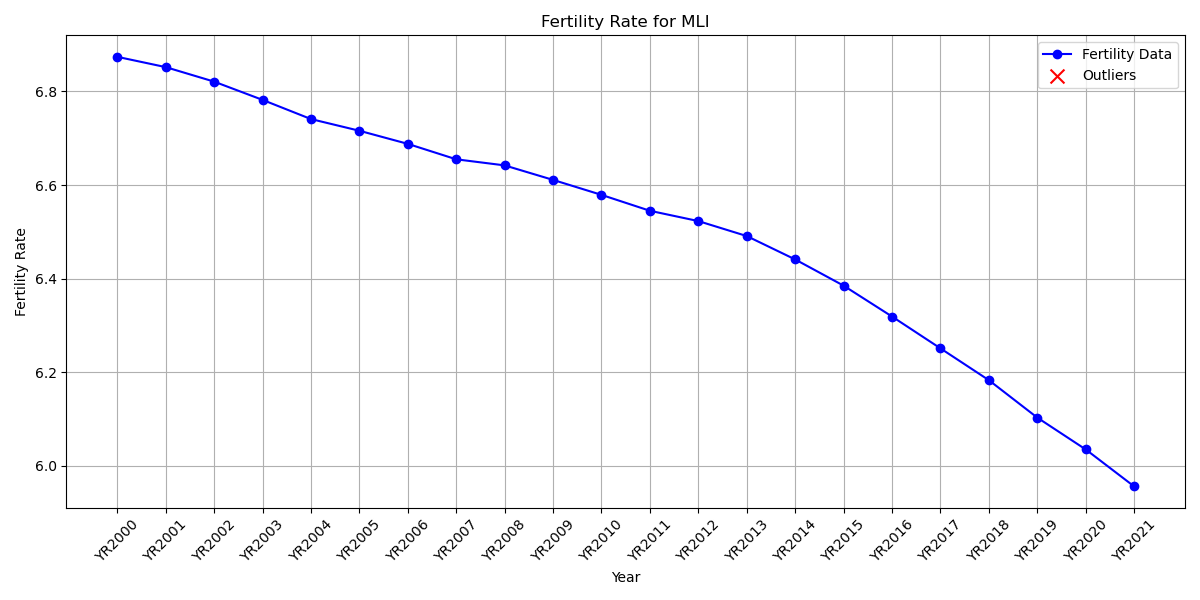 Fertility Rate for MLI
Fertility Data
Outliers
Fertility Rate
6.8
6.6
6.4
6.2
6.0
YR2000
YR2001
YR2002
YR2003
YR2004
YR2005
YR2006
YR2007
YR2008
YR2009
YR2010
YR2011
YR2012
YR2013
YR2014
YR2015
YR2016
YR2017
YR2018
YR2019
YR2020
YR2021
Year